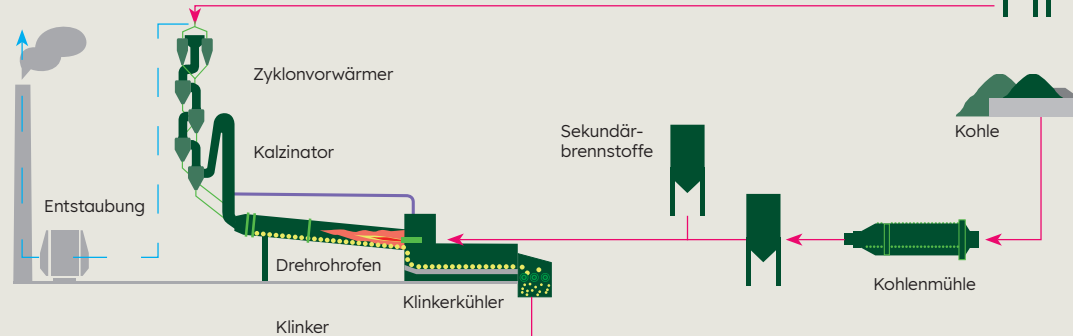 Zyklonvorwärmer
Kalzinator
Sekundär-
brennstoffe
Kohle
Entstaubung
Drehrohrofen
Kohlenmühle
Klinkerkühler
Klinker